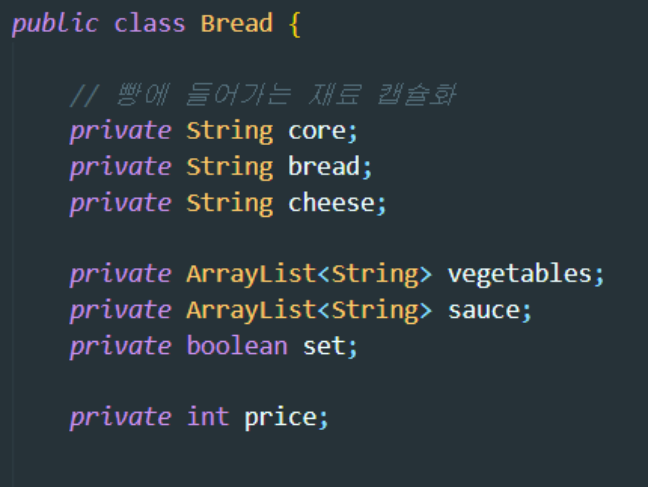 public class Bread {
// 빵에 들어가는 재료 캡슐화
private String core;
private String bread;
private String cheese;
private ArrayList<String> vegetables;
private ArrayList<String> sauce;
private boolean set;
private int price;